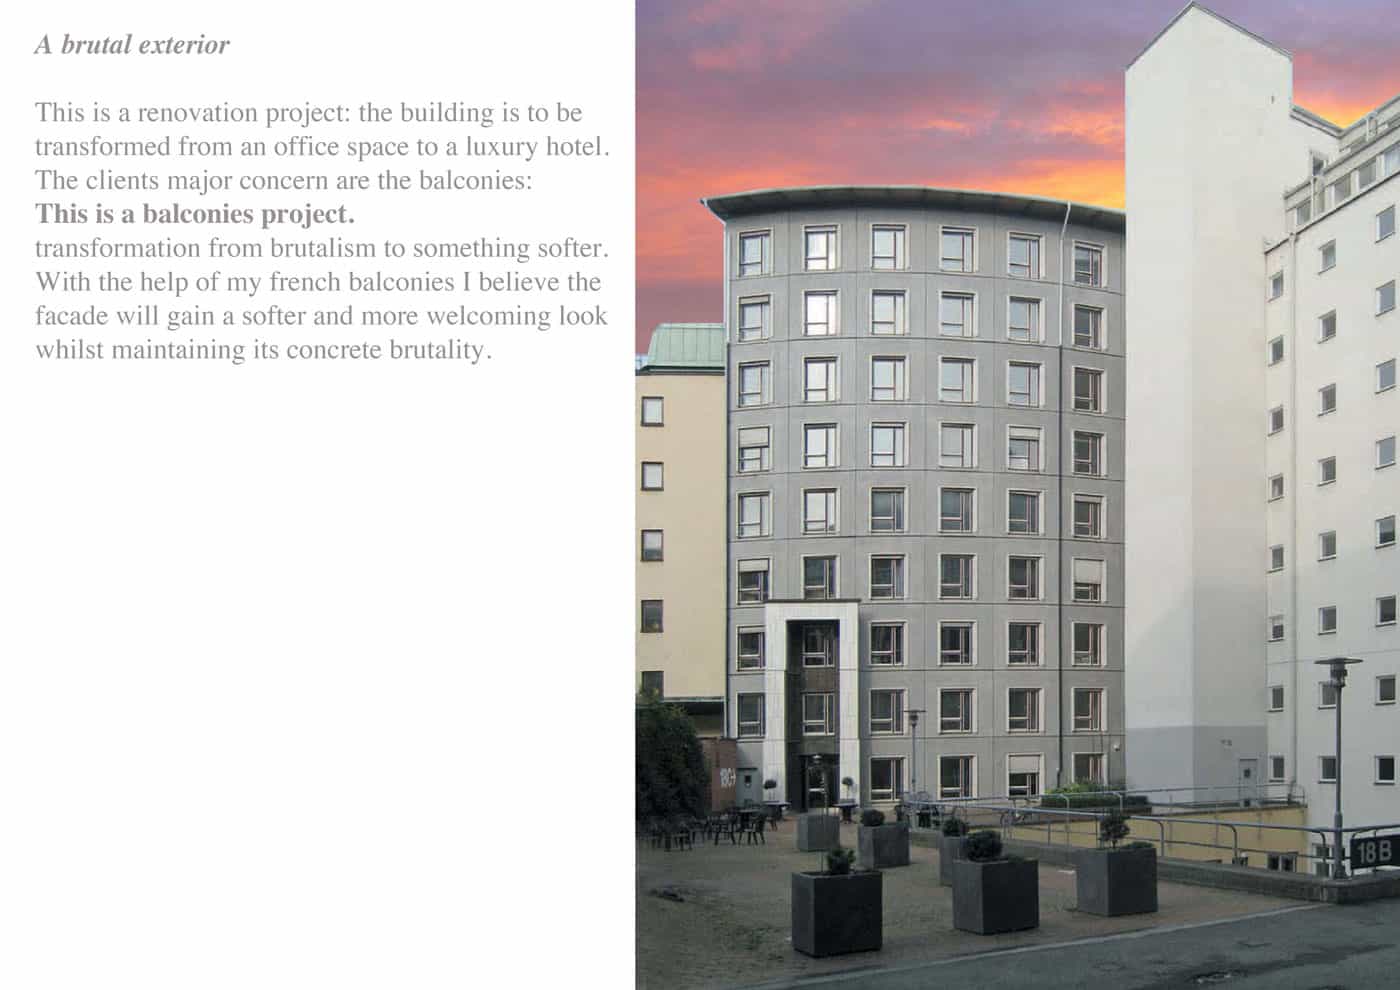 A brutal exterior
This is a renovation project: the building is to be
transformed from an office space to a luxury hotel.
The clients major concern are the balconies:
This is a balconies project.
transformation from brutalism to something softer.
With the help of my french balconies I believe the
facade will gain a softer and more welcoming look
whilst maintaining its concrete brutality.
18C
18B